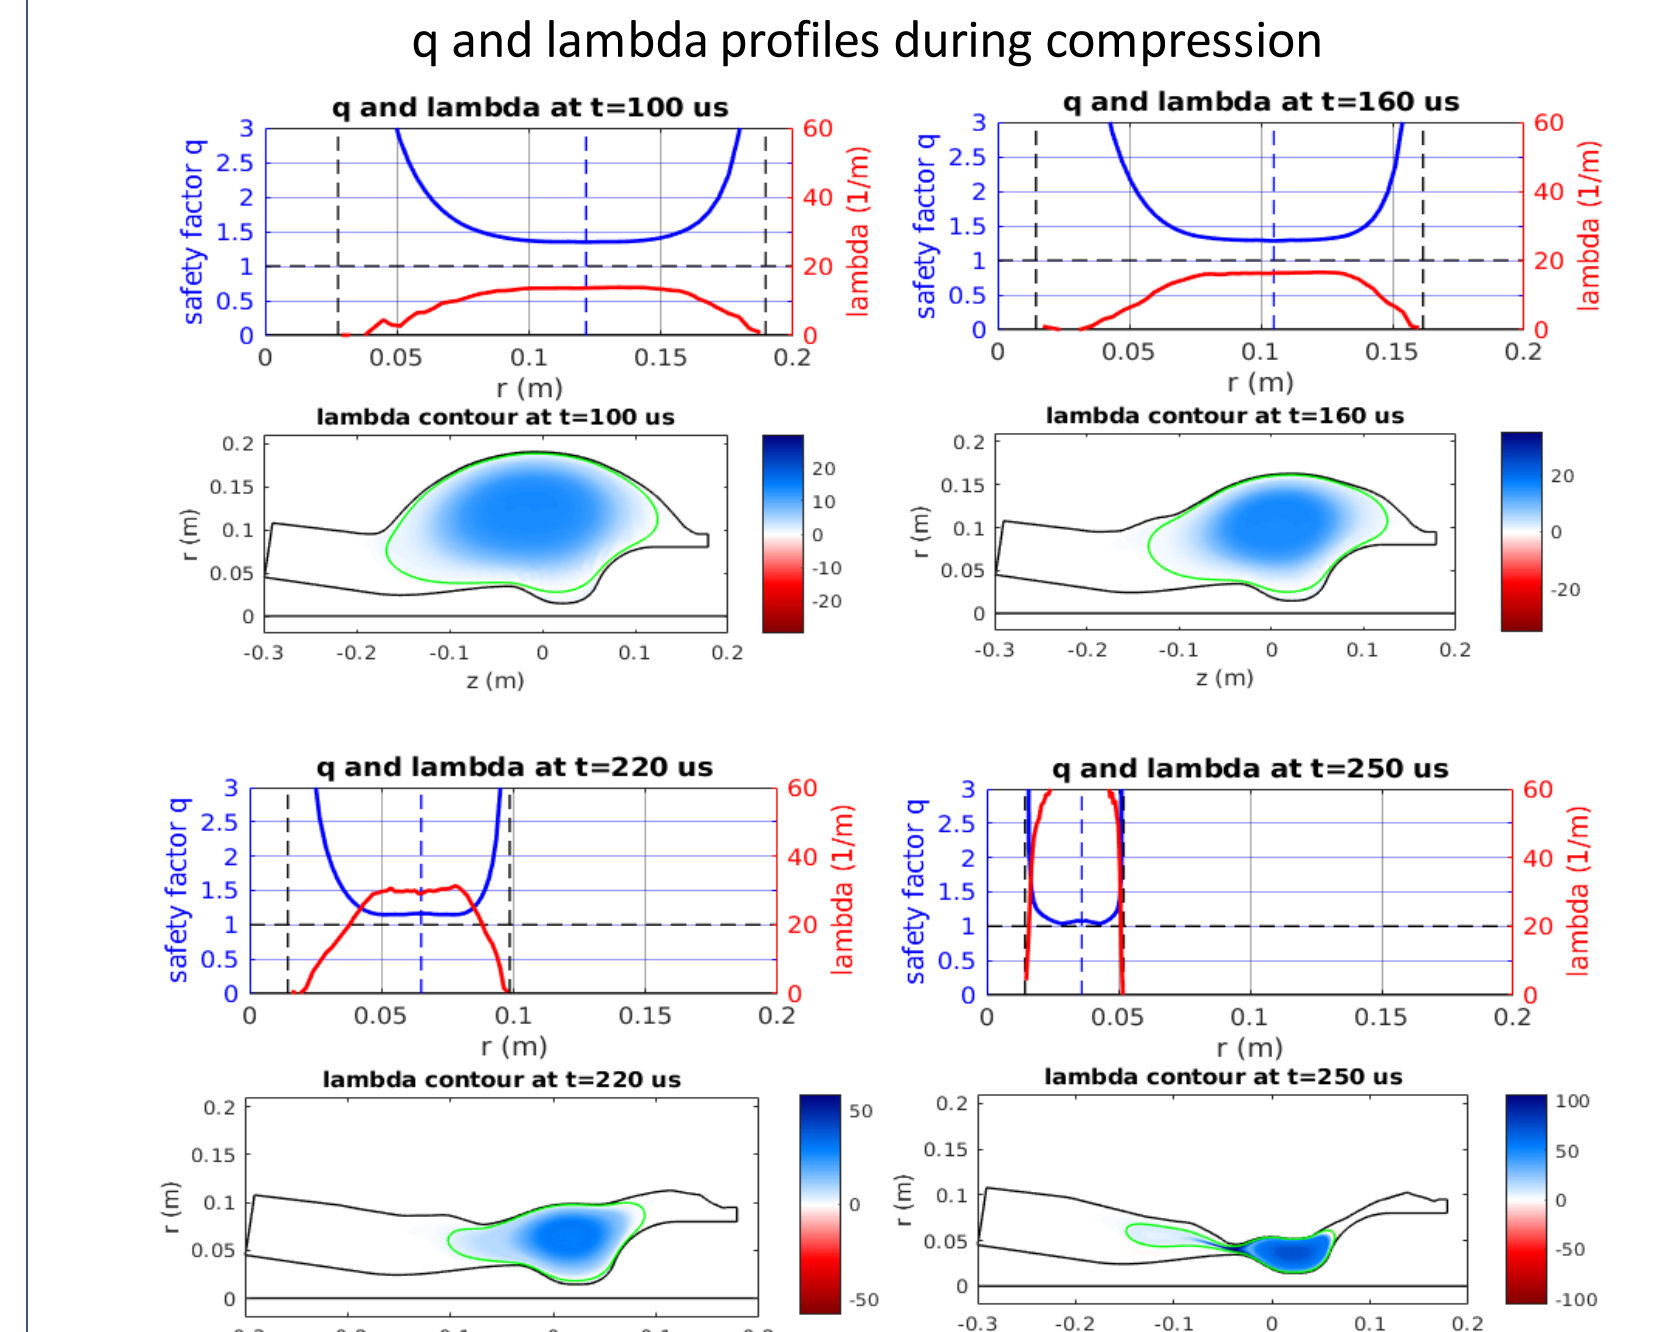 q and lambda profiles during compression
q and lambda at t=100 us
safety factor q
3
2.5
2
1.5
1
0.5
0
60
40
20
0
lambda (1/m)
0 0.05 0.1 0.15 0.2
r (m)
q and lambda at t=160 us
safety factor q
3
2.5
2
1.5
1
0.5
0
60
40
20
0
lambda (1/m)
0 0.05 0.1 0.15 0.2
r (m)
lambda contour at t=100 us
r (m)
0.2
0.15
0.1
0.05
0
20
10
0
-10
-20
-0.3 -0.2 -0.1 0 0.1 0.2
z (m)
lambda contour at t=160 us
r (m)
0.2
0.15
0.1
0.05
0
20
0
-20
-0.3 -0.2 -0.1 0 0.1 0.2
z (m)
q and lambda at t=220 us
safety factor q
3
2.5
2
1.5
1
0.5
0
60
40
20
0
lambda (1/m)
0 0.05 0.1 0.15 0.2
r (m)
q and lambda at t=250 us
safety factor q
3
2.5
2
1.5
1
0.5
0
60
40
20
0
lambda (1/m)
0 0.05 0.1 0.15 0.2
r (m)
lambda contour at t=220 us
r (m)
0.2
0.15
0.1
0.05
0
50
0
-50
lambda contour at t=250 us
r (m)
0.2
0.15
0.1
0.05
0
100
50
0
-50
-100
-0.3 -0.2 -0.1 0 0.1 0.2